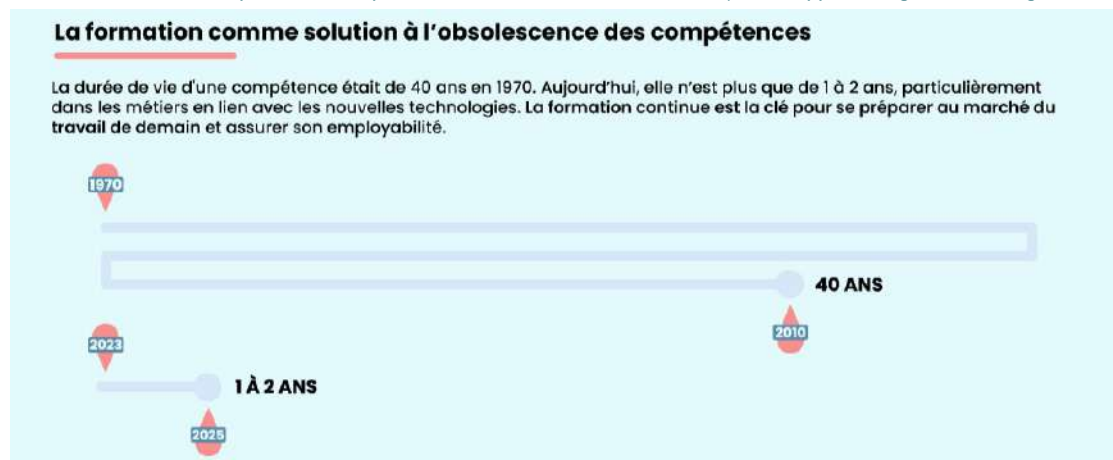 La formation comme solution à l’obsolescence des compétences
La durée de vie d'une compétence était de 40 ans en 1970. Aujourd’hui, elle n’est plus que de 1 à 2 ans, particulièrement
dans les métiers en lien avec les nouvelles technologies. La formation continue est la clé pour se préparer au marché du
travail de demain et assurer son employabilité.
1970
40 ANS
2010
2023
1 À 2 ANS
2025